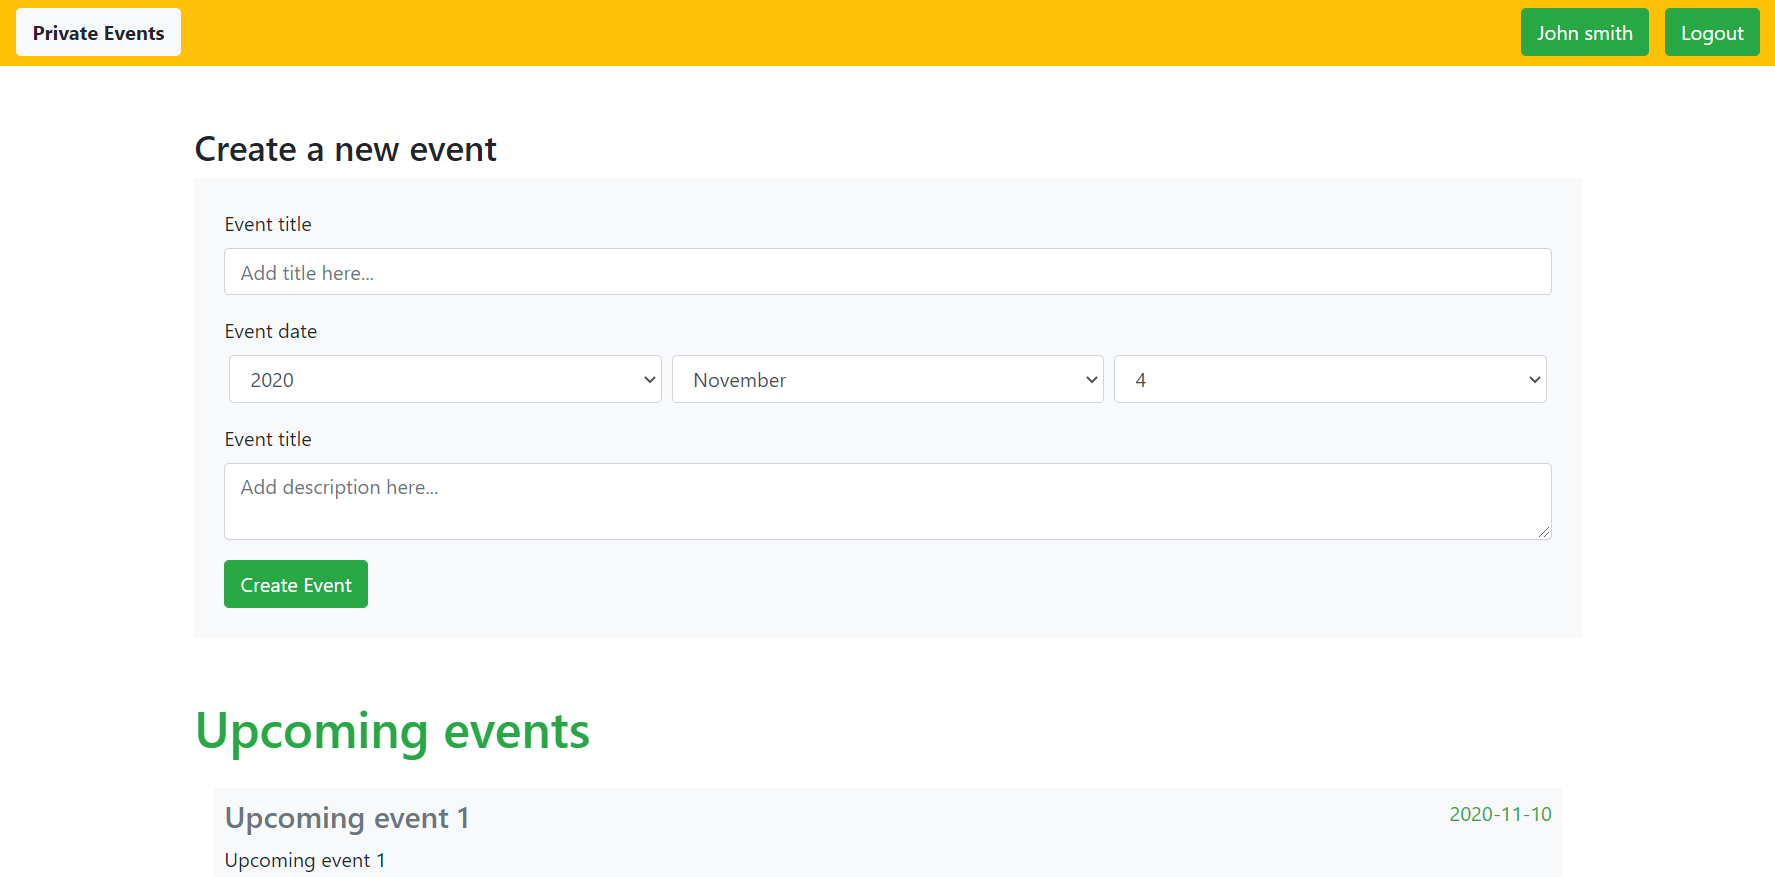 Private Events John smith Logout
Create a new event
Event title
Add title here...
Event date
2020 November 4
Event title
Add description here...
Create Event
Upcoming events
Upcoming event 1 2020-11-10
Upcoming event 1